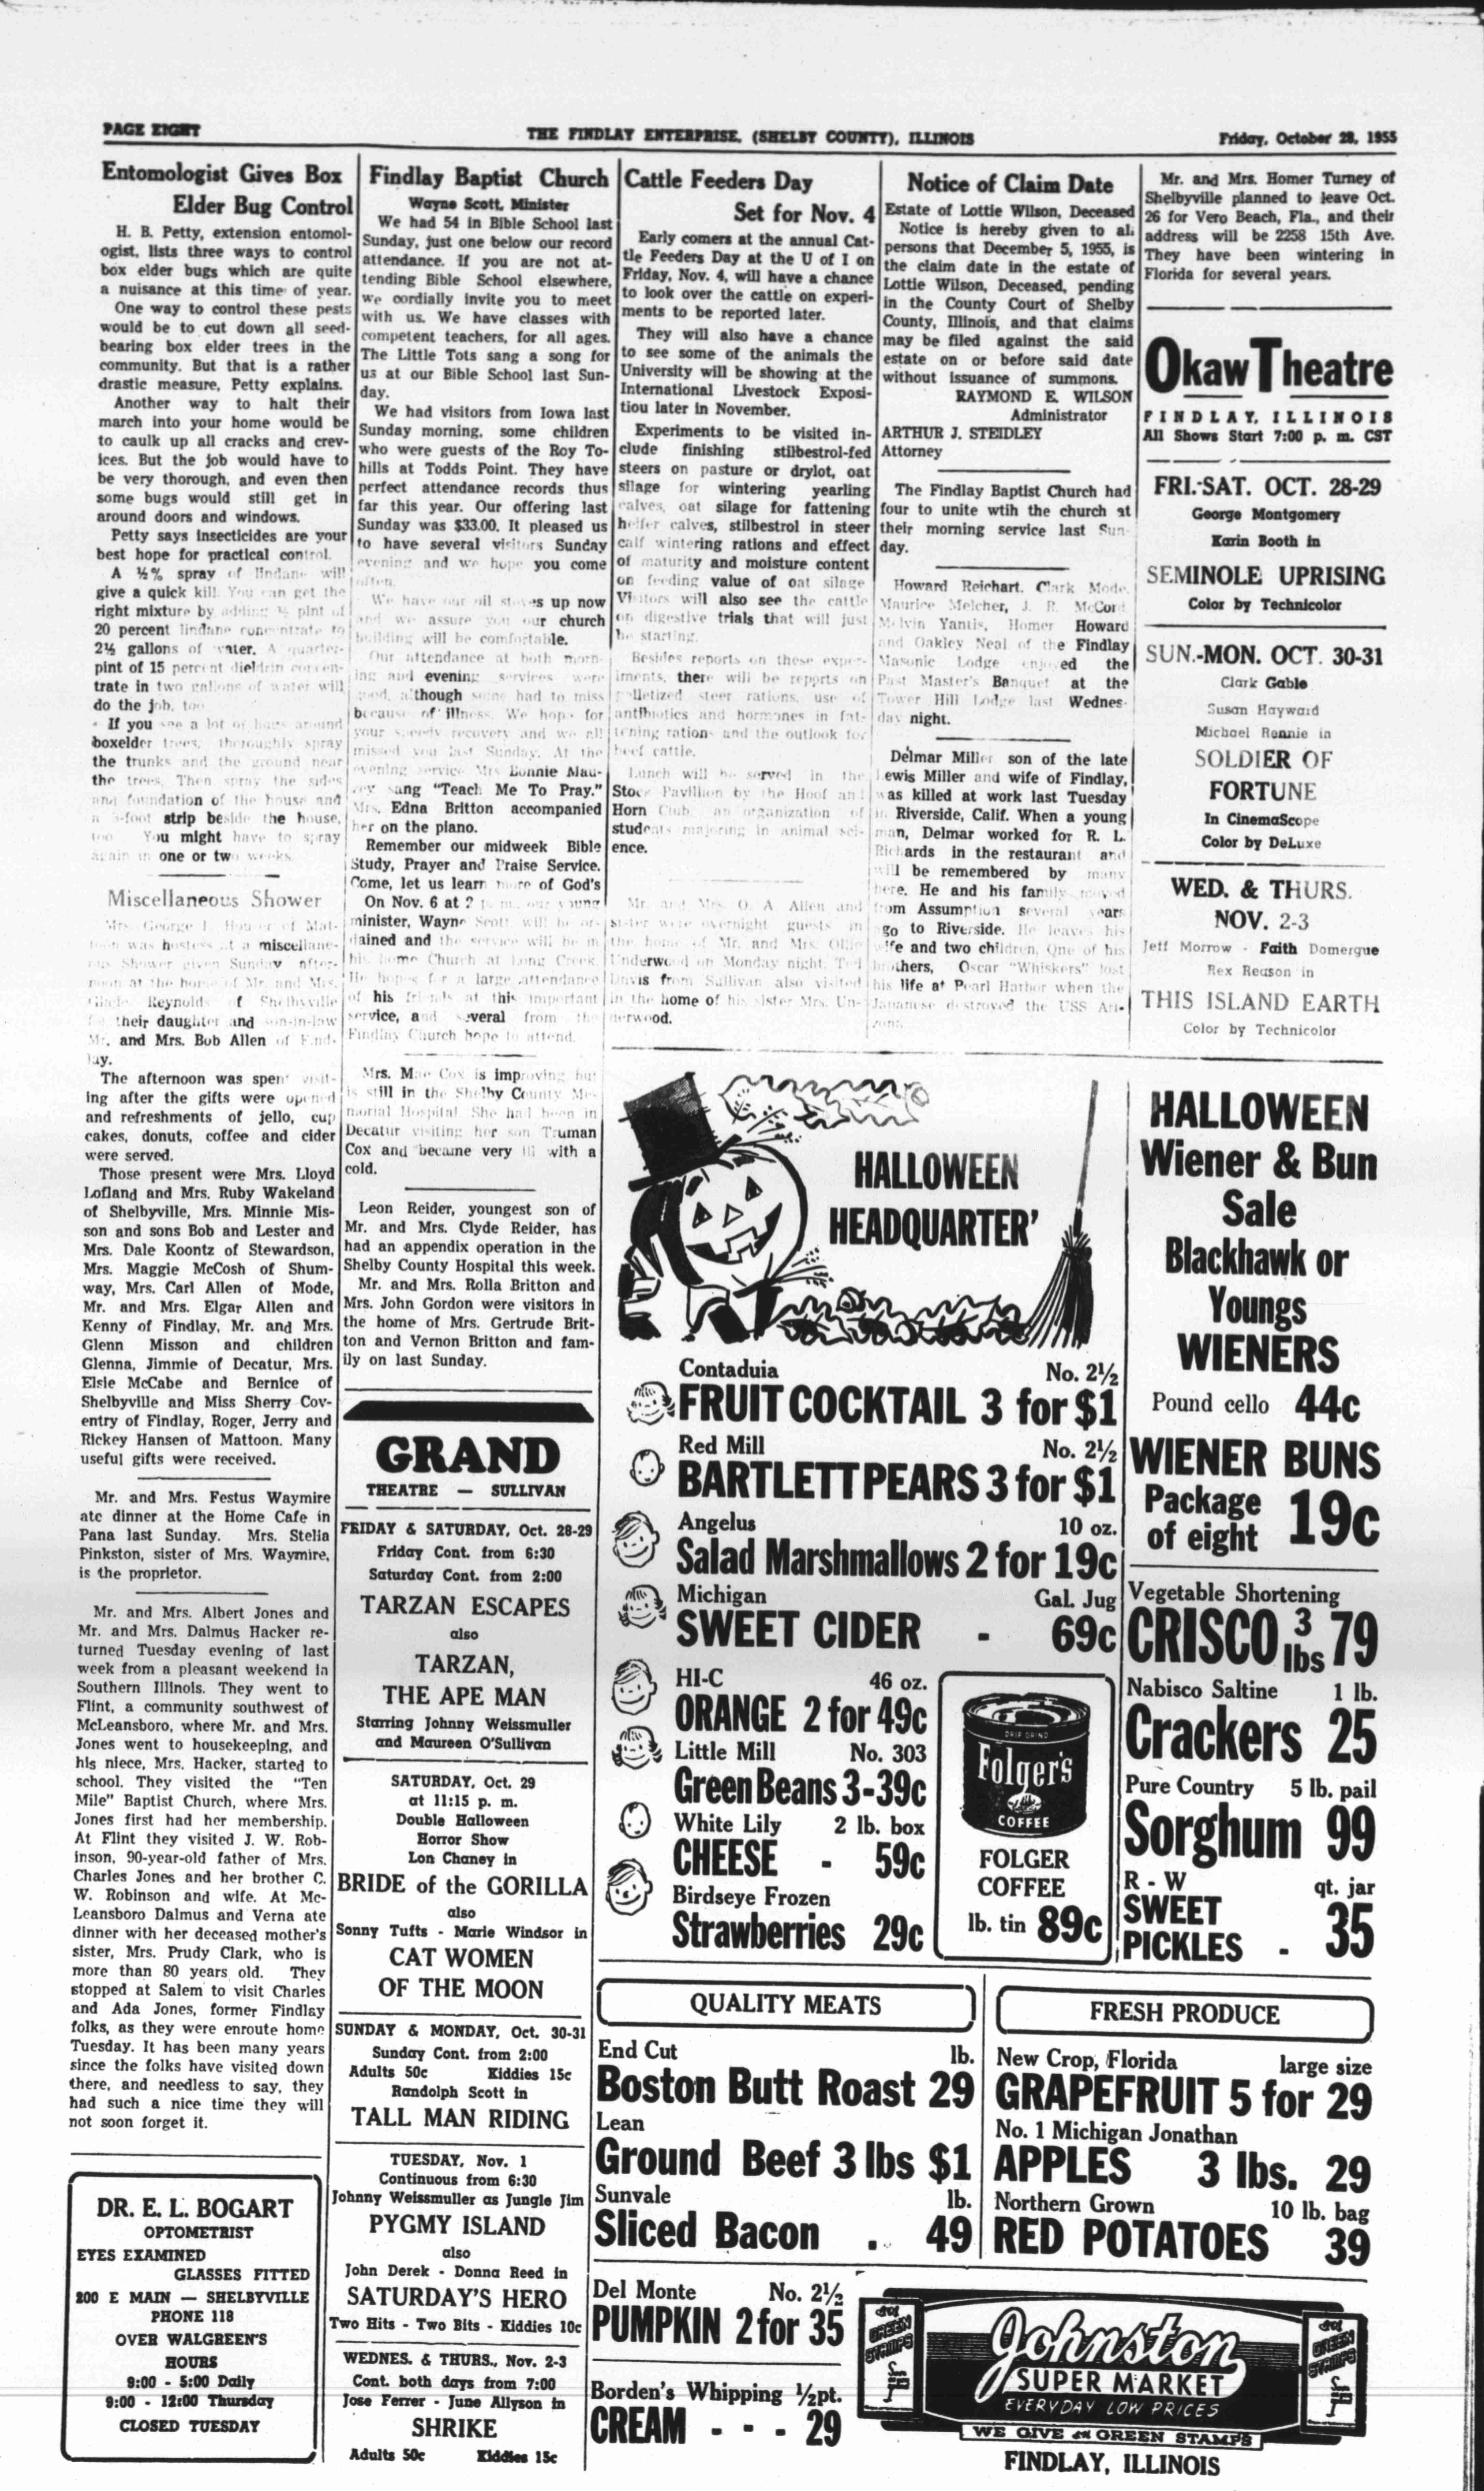 PAGE EIGHT
THE FINDLAY ENTERPRISE, (SHELBY COUNTY), ILLINOIS
Friday, October 28, 1955
Entomologist Gives Box
Elder Bug Control
H. B. Petty, extension entomol-
ogist, lists three ways to control
box elder bugs which are quite
a nuisance at this time of year.
One way to control these pests
would be to cut down all seed-
bearing box elder trees in the
community. But that is a rather
drastic measure, Petty explains.
Another way to halt their
march into your home would be
to caulk up all cracks and crev-
ices. But the job would have to
be very thorough, and even then
some bugs would still get in
around doors and windows.
Petty says insecticides are your
best hope for practical control.
A ½% spray of lindane will
give a quick kill. You can get the
right mixture by adding ½ pint of
20 percent lindane concentrate to
2½ gallons of water. A quarter-
pint of 15 percent dieldrin concen-
trate in two gallons of water will
do the job, too.
If you see a lot of bugs around
boxelder trees, thoroughly spray
the trunks and the ground near
the trees. Then spray the sides
and foundation of the house and
a -foot strip beside the house,
too. You might have to spray
again in one or two weeks.
Miscellaneous Shower
Mrs. George of Mat-
toon was hostess at a miscellane-
ous Shower given Sunday after-
noon at the home of Mr. and Mrs.
Reynolds of Shelbyville
for their daughter and son-in-law
Mr. and Mrs. Bob Allen of Find-
lay.
The afternoon was spent visit-
ing after the gifts were opened
and refreshments of jello, cup
cakes, donuts, coffee and cider
were served.
Those present were Mrs. Lloyd
Lofland and Mrs. Ruby Wakeland
of Shelbyville, Mrs. Minnie Mis-
son and sons Bob and Lester and
Mrs. Dale Koontz of Stewardson,
Mrs. Maggie McCosh of Shum-
way, Mrs. Carl Allen of Mode,
Mr. and Mrs. Elgar Allen and
Kenny of Findlay, Mr. and Mrs.
Glenn Misson and children
Glenna, Jimmie of Decatur, Mrs.
Elsie McCabe and Bernice of
Shelbyville and Miss Sherry Cov-
entry of Findlay, Roger, Jerry and
Rickey Hansen of Mattoon. Many
useful gifts were received.
Mr. and Mrs. Festus Waymire
ate dinner at the Home Cafe in
Pana last Sunday. Mrs. Stella
Pinkston, sister of Mrs. Waymire,
is the proprietor.
Mr. and Mrs. Albert Jones and
Mr. and Mrs. Dalmus Hacker re-
turned Tuesday evening of last
week from a pleasant weekend in
Southern Illinois. They went to
Flint, a community southwest of
McLeansboro, where Mr. and Mrs.
Jones went to housekeeping, and
his niece, Mrs. Hacker, started to
school. They visited the "Ten
Mile" Baptist Church, where Mrs.
Jones first had her membership.
At Flint they visited J. W. Rob-
inson, 90-year-old father of Mrs.
Charles Jones and her brother C.
W. Robinson and wife. At Mc-
Leansboro Dalmus and Verna ate
dinner with her deceased mother's
sister, Mrs. Prudy Clark, who is
more than 80 years old. They
stopped at Salem to visit Charles
and Ada Jones, former Findlay
folks, as they were enroute home
Tuesday. It has been many years
since the folks have visited down
there, and needless to say, they
had such a nice time they will
not soon forget it.
DR. E. L. BOGART
OPTOMETRIST
EYES EXAMINED
GLASSES FITTED
200 E MAIN — SHELBYVILLE
PHONE 118
OVER WALGREEN'S
HOURS
9:00 - 5:00 Daily
9:00 - 12:00 Thursday
CLOSED TUESDAY
Findlay Baptist Church
Wayne Scott, Minister
We had 54 in Bible School last
Sunday, just one below our record
attendance. If you are not at-
tending Bible School elsewhere,
we cordially invite you to meet
with us. We have classes with
competent teachers, for all ages.
The Little Tots sang a song for
us at our Bible School last Sun-
day.
We had visitors from Iowa last
Sunday morning, some children
who were guests of the Roy To-
hills at Todds Point. They have
perfect attendance records thus
far this year. Our offering last
Sunday was $33.00. It pleased us
to have several visitors Sunday
evening and we hope you come
often.
We have our oil stoves up now
and we assure you our church
building will be comfortable.
Our attendance at both morn-
ing and evening services were
good, although some had to miss
because of illness. We hope for
your speedy recovery and we all
missed you last Sunday. At the
evening service Mrs Bonnie Mau-
zey sang "Teach Me To Pray."
Mrs. Edna Britton accompanied
her on the piano.
Remember our midweek Bible
Study, Prayer and Praise Service.
Come, let us learn more of God's
On Nov. 6 at 2 p. m. our young
minister, Wayne Scott will be or-
dained and the service will be in
his home Church at Long Creek.
He hopes for a large attendance
of his friends at this important
service, and several from the
Findlay Church hope to attend.
Mrs. Mae Cox is improving but
is still in the Shelby County Me-
morial Hospital. She had been in
Decatur visiting her son Truman
Cox and became very ill with a
cold.
Leon Reider, youngest son of
Mr. and Mrs. Clyde Reider, has
had an appendix operation in the
Shelby County Hospital this week.
Mr. and Mrs. Rolla Britton and
Mrs. John Gordon were visitors in
the home of Mrs. Gertrude Brit-
ton and Vernon Britton and fam-
ily on last Sunday.
GRAND
THEATRE — SULLIVAN
FRIDAY & SATURDAY, Oct. 28-29
Friday Cont. from 6:30
Saturday Cont. from 2:00
TARZAN ESCAPES
also
TARZAN,
THE APE MAN
Starring Johnny Weissmuller
and Maureen O'Sullivan
SATURDAY, Oct. 29
at 11:15 p. m.
Double Halloween
Horror Show
Lon Chaney in
BRIDE of the GORILLA
also
Sonny Tufts - Marie Windsor in
CAT WOMEN
OF THE MOON
SUNDAY & MONDAY, Oct. 30-31
Sunday Cont. from 2:00
Adults 50c Kiddies 15c
Randolph Scott in
TALL MAN RIDING
TUESDAY, Nov. 1
Continuous from 6:30
Johnny Weissmuller as Jungle Jim
PYGMY ISLAND
also
John Derek - Donna Reed in
SATURDAY'S HERO
Two Hits - Two Bits - Kiddies 10c
WEDNES. & THURS., Nov. 2-3
Cont. both days from 7:00
Jose Ferrer - June Allyson in
SHRIKE
Adults 50c Kiddies 15c
Cattle Feeders Day
Set for Nov. 4
Early comers at the annual Cat-
tle Feeders Day at the U of I on
Friday, Nov. 4, will have a chance
to look over the cattle on experi-
ments to be reported later.
They will also have a chance
to see some of the animals the
University will be showing at the
International Livestock Exposi-
tiou later in November.
Experiments to be visited in-
clude finishing stilbestrol-fed
steers on pasture or drylot, oat
silage for wintering yearling
calves, oat silage for fattening
heifer calves, stilbestrol in steer
calf wintering rations and effect
of maturity and moisture content
on feeding value of oat silage
Visitors will also see the cattle
on digestive trials that will just
be starting.
Besides reports on these exper-
iments, there will be reports on
pelletized steer rations, use of
antibiotics and hormones in fat-
tening rations and the outlook for
beef cattle.
Lunch will be served in the
Stock Pavillion by the Hoof and
Horn Club, an organization of
students majoring in animal sci-
ence.
Mr. and Mrs. O. A. Allen and
sister were overnight guests in
the home of Mr. and Mrs. Ollie
Underwood on Monday night. Ted
Davis from Sullivan also visited
in the home of his sister Mrs. Un-
derwood.
Notice of Claim Date
Estate of Lottie Wilson, Deceased
Notice is hereby given to all
persons that December 5, 1955, is
the claim date in the estate of
Lottie Wilson, Deceased, pending
in the County Court of Shelby
County, Illinois, and that claims
may be filed against the said
estate on or before said date
without issuance of summons.
RAYMOND E. WILSON
Administrator
ARTHUR J. STEIDLEY
Attorney
The Findlay Baptist Church had
four to unite wtih the church at
their morning service last Sun-
day.
Howard Reichart, Clark Mode,
Maurice Melcher, J. R. McCord
Melvin Yantis, Homer Howard
and Oakley Neal of the Findlay
Masonic Lodge enjoyed the
Past Master's Banquet at the
Tower Hill Lodge last Wednes-
day night.
Delmar Miller son of the late
Lewis Miller and wife of Findlay,
was killed at work last Tuesday
in Riverside, Calif. When a young
man, Delmar worked for R. L.
Richards in the restaurant and
will be remembered by many
here. He and his family moved
from Assumption several years
ago to Riverside. He leaves his
wife and two children. One of his
brothers, Oscar "Whiskers" lost
his life at Pearl Harbor when the
Japanese destroyed the USS Ari-
zona.
Mr. and Mrs. Homer Turney of
Shelbyville planned to leave Oct.
26 for Vero Beach, Fla., and their
address will be 2258 15th Ave.
They have been wintering in
Florida for several years.
Okaw Theatre
FINDLAY, ILLINOIS
All Shows Start 7:00 p. m. CST
FRI.-SAT. OCT. 28-29
George Montgomery
Karin Booth in
SEMINOLE UPRISING
Color by Technicolor
SUN.-MON. OCT. 30-31
Clark Gable
Susan Hayward
Michael Rennie in
SOLDIER OF
FORTUNE
In CinemaScope
Color by DeLuxe
WED. & THURS.
NOV. 2-3
Jeff Morrow - Faith Domergue
Rex Reason in
THIS ISLAND EARTH
Color by Technicolor
HALLOWEEN
HEADQUARTER'
Contaduia No. 2½
FRUIT COCKTAIL 3 for $1
Red Mill No. 2½
BARTLETT PEARS 3 for $1
Angelus 10 oz.
Salad Marshmallows 2 for 19c
Michigan Gal. Jug
SWEET CIDER - 69c
HI-C 46 oz.
ORANGE 2 for 49c
Little Mill No. 303
Green Beans 3-39c
White Lily 2 lb. box
CHEESE - 59c
Birdseye Frozen
Strawberries 29c
DRIP GRIND
Folger's
COFFEE
FOLGER
COFFEE
lb. tin 89c
HALLOWEEN
Wiener & Bun
Sale
Blackhawk or
Youngs
WIENERS
Pound cello 44c
WIENER BUNS
Package
of eight 19c
Vegetable Shortening
CRISCO 3 lbs 79
Nabisco Saltine 1 lb.
Crackers 25
Pure Country 5 lb. pail
Sorghum 99
R - W qt. jar
SWEET
PICKLES - 35
QUALITY MEATS
End Cut lb.
Boston Butt Roast 29
Lean
Ground Beef 3 lbs $1
Sunvale lb.
Sliced Bacon . 49
FRESH PRODUCE
New Crop, Florida large size
GRAPEFRUIT 5 for 29
No. 1 Michigan Jonathan
APPLES 3 lbs. 29
Northern Grown 10 lb. bag
RED POTATOES 39
Del Monte No. 2½
PUMPKIN 2 for 35
Borden's Whipping ½pt.
CREAM - - - 29
Johnston
SUPER MARKET
EVERYDAY LOW PRICES
WE GIVE S&H GREEN STAMPS
S&H GREEN STAMPS
S&H GREEN STAMPS
FINDLAY, ILLINOIS